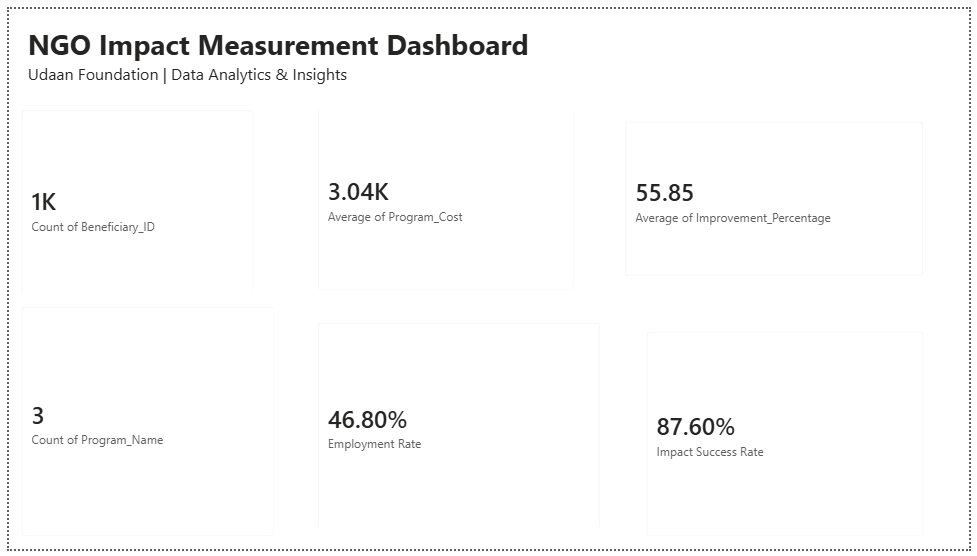 NGO Impact Measurement Dashboard
Udaan Foundation | Data Analytics & Insights
1K
Count of Beneficiary_ID
3.04K
Average of Program_Cost
55.85
Average of Improvement_Percentage
3
Count of Program_Name
46.80%
Employment Rate
87.60%
Impact Success Rate